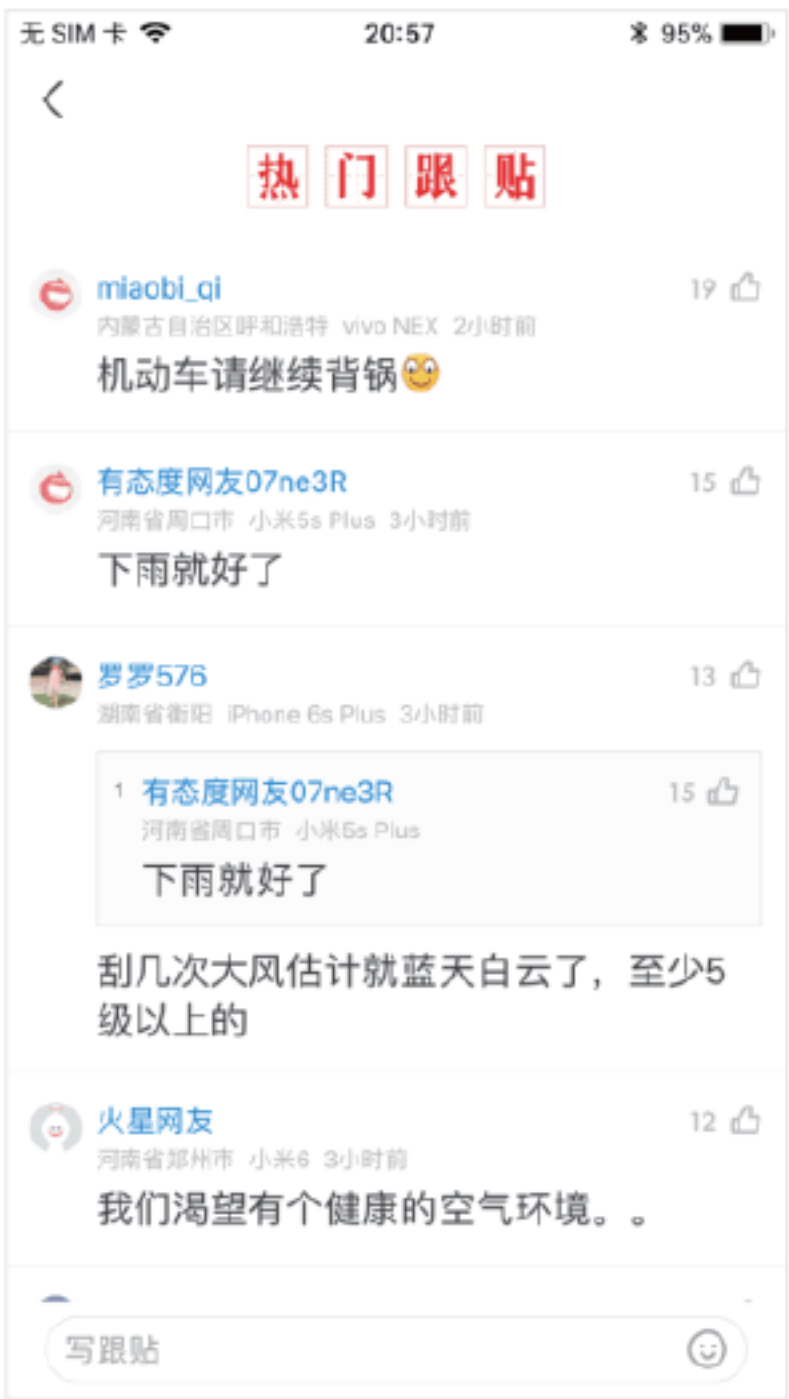 无 SIM 卡 20:57 95%
热门跟贴
miaobi_qi 19
内蒙古自治区呼和浩特 vivo NEX 2小时前
机动车请继续背锅
有态度网友07ne3R 15
河南省周口市 小米5s Plus 3小时前
下雨就好了
罗罗576 13
湖南省衡阳 iPhone 6s Plus 3小时前
1 有态度网友07ne3R 15
河南省周口市 小米5s Plus
下雨就好了
刮几次大风估计就蓝天白云了，至少5
级以上的
火星网友 12
河南省郑州市 小米6 3小时前
我们渴望有个健康的空气环境。。
写跟贴